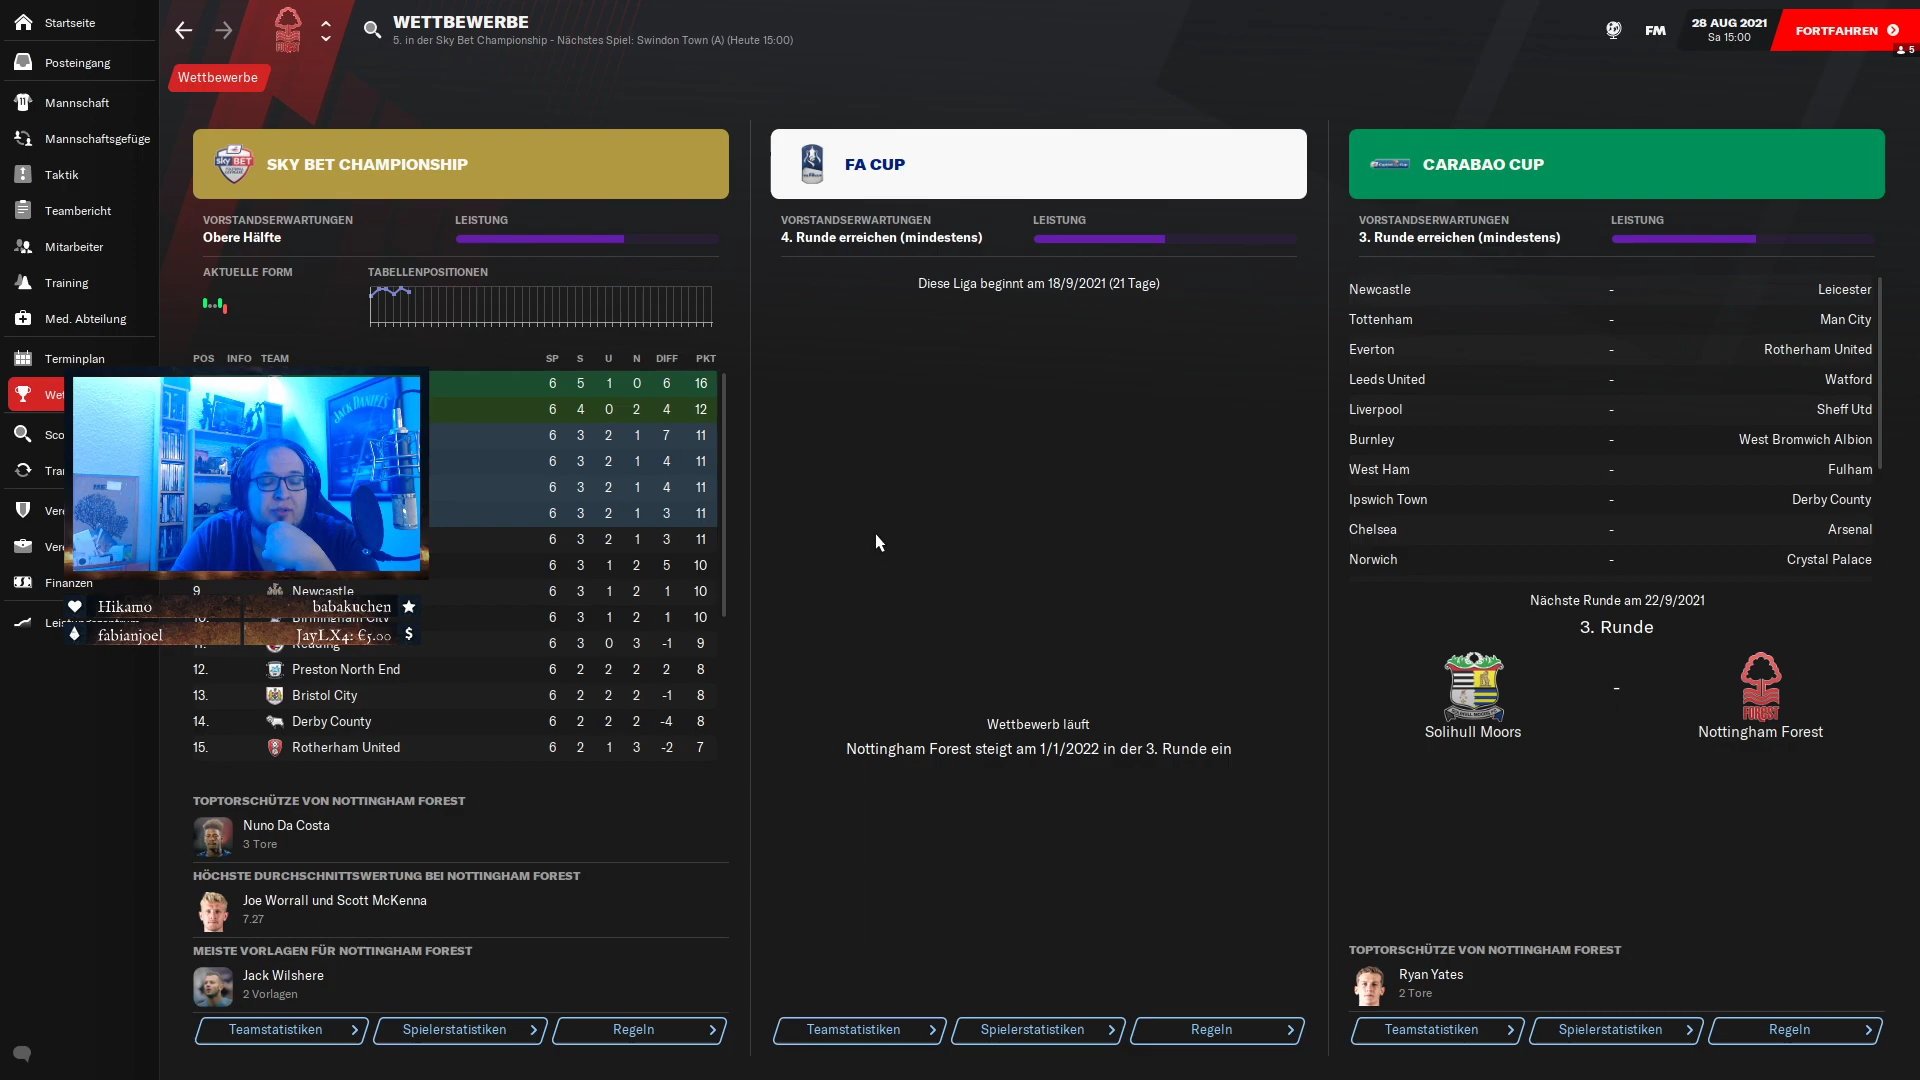 Startseite
WETTBEWERBE
5. in der Sky Bet Championship - Nächstes Spiel: Swindon Town (A) (Heute 15:00)
FM
28 AUG 2021
Sa 15:00
FORTFAHREN
5
Posteingang
Wettbewerbe
Mannschaft
Mannschaftsgefüge
Taktik
Teambericht
Mitarbeiter
Training
Med. Abteilung
Terminplan
Wet
Sco
Tra
Ver
Ver
Finanzen
SKY BET CHAMPIONSHIP
VORSTANDSERWARTUNGEN
LEISTUNG
Obere Hälfte
AKTUELLE FORM
TABELLENPOSITIONEN
POS INFO TEAM SP S U N DIFF PKT
6 5 1 0 6 16
6 4 0 2 4 12
6 3 2 1 7 11
6 3 2 1 4 11
6 3 2 1 4 11
6 3 2 1 3 11
6 3 2 1 3 11
6 3 1 2 5 10
9 Newcastle 6 3 1 2 1 10
10. Birmingham City 6 3 1 2 1 10
11. Reading 6 3 0 3 -1 9
12. Preston North End 6 2 2 2 2 8
13. Bristol City 6 2 2 2 -1 8
14. Derby County 6 2 2 2 -4 8
15. Rotherham United 6 2 1 3 -2 7
JACK DANIEL'S
Hikamo
babakuchen
fabianjoel
JayLX4: €5.00
TOPTORSCHÜTZE VON NOTTINGHAM FOREST
Nuno Da Costa
3 Tore
HÖCHSTE DURCHSCHNITTSWERTUNG BEI NOTTINGHAM FOREST
Joe Worrall und Scott McKenna
7.27
MEISTE VORLAGEN FÜR NOTTINGHAM FOREST
Jack Wilshere
2 Vorlagen
Teamstatistiken
Spielerstatistiken
Regeln
FA CUP
VORSTANDSERWARTUNGEN
LEISTUNG
4. Runde erreichen (mindestens)
Diese Liga beginnt am 18/9/2021 (21 Tage)
Wettbewerb läuft
Nottingham Forest steigt am 1/1/2022 in der 3. Runde ein
Teamstatistiken
Spielerstatistiken
Regeln
CARABAO CUP
VORSTANDSERWARTUNGEN
LEISTUNG
3. Runde erreichen (mindestens)
Newcastle - Leicester
Tottenham - Man City
Everton - Rotherham United
Leeds United - Watford
Liverpool - Sheff Utd
Burnley - West Bromwich Albion
West Ham - Fulham
Ipswich Town - Derby County
Chelsea - Arsenal
Norwich - Crystal Palace
Nächste Runde am 22/9/2021
3. Runde
FOREST
-
Solihull Moors
Nottingham Forest
TOPTORSCHÜTZE VON NOTTINGHAM FOREST
Ryan Yates
2 Tore
Teamstatistiken
Spielerstatistiken
Regeln